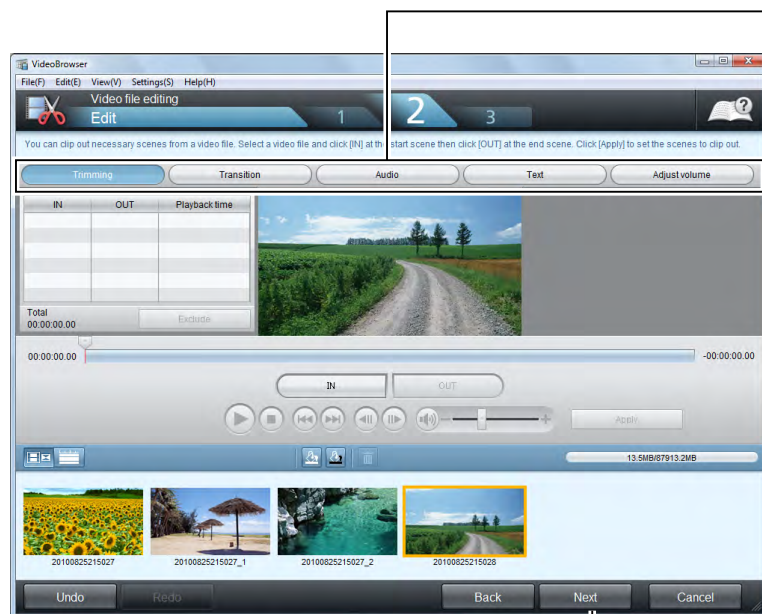 VideoBrowser
File(F) Edit(E) View(V) Settings(S) Help(H)
Video file editing
Edit
1 2 3
You can clip out necessary scenes from a video file. Select a video file and click [IN] at the start scene then click [OUT] at the end scene. Click [Apply] to set the scenes to clip out.
Trimming Transition Audio Text Adjust volume
IN OUT Playback time
Total
00:00:00.00
Exclude
00:00:00.00 -00:00:00.00
IN OUT
Apply
13.5MB/87913.2MB
20100825215027 20100825215027_1 20100825215027_2 20100825215028
Undo Redo Back Next Cancel